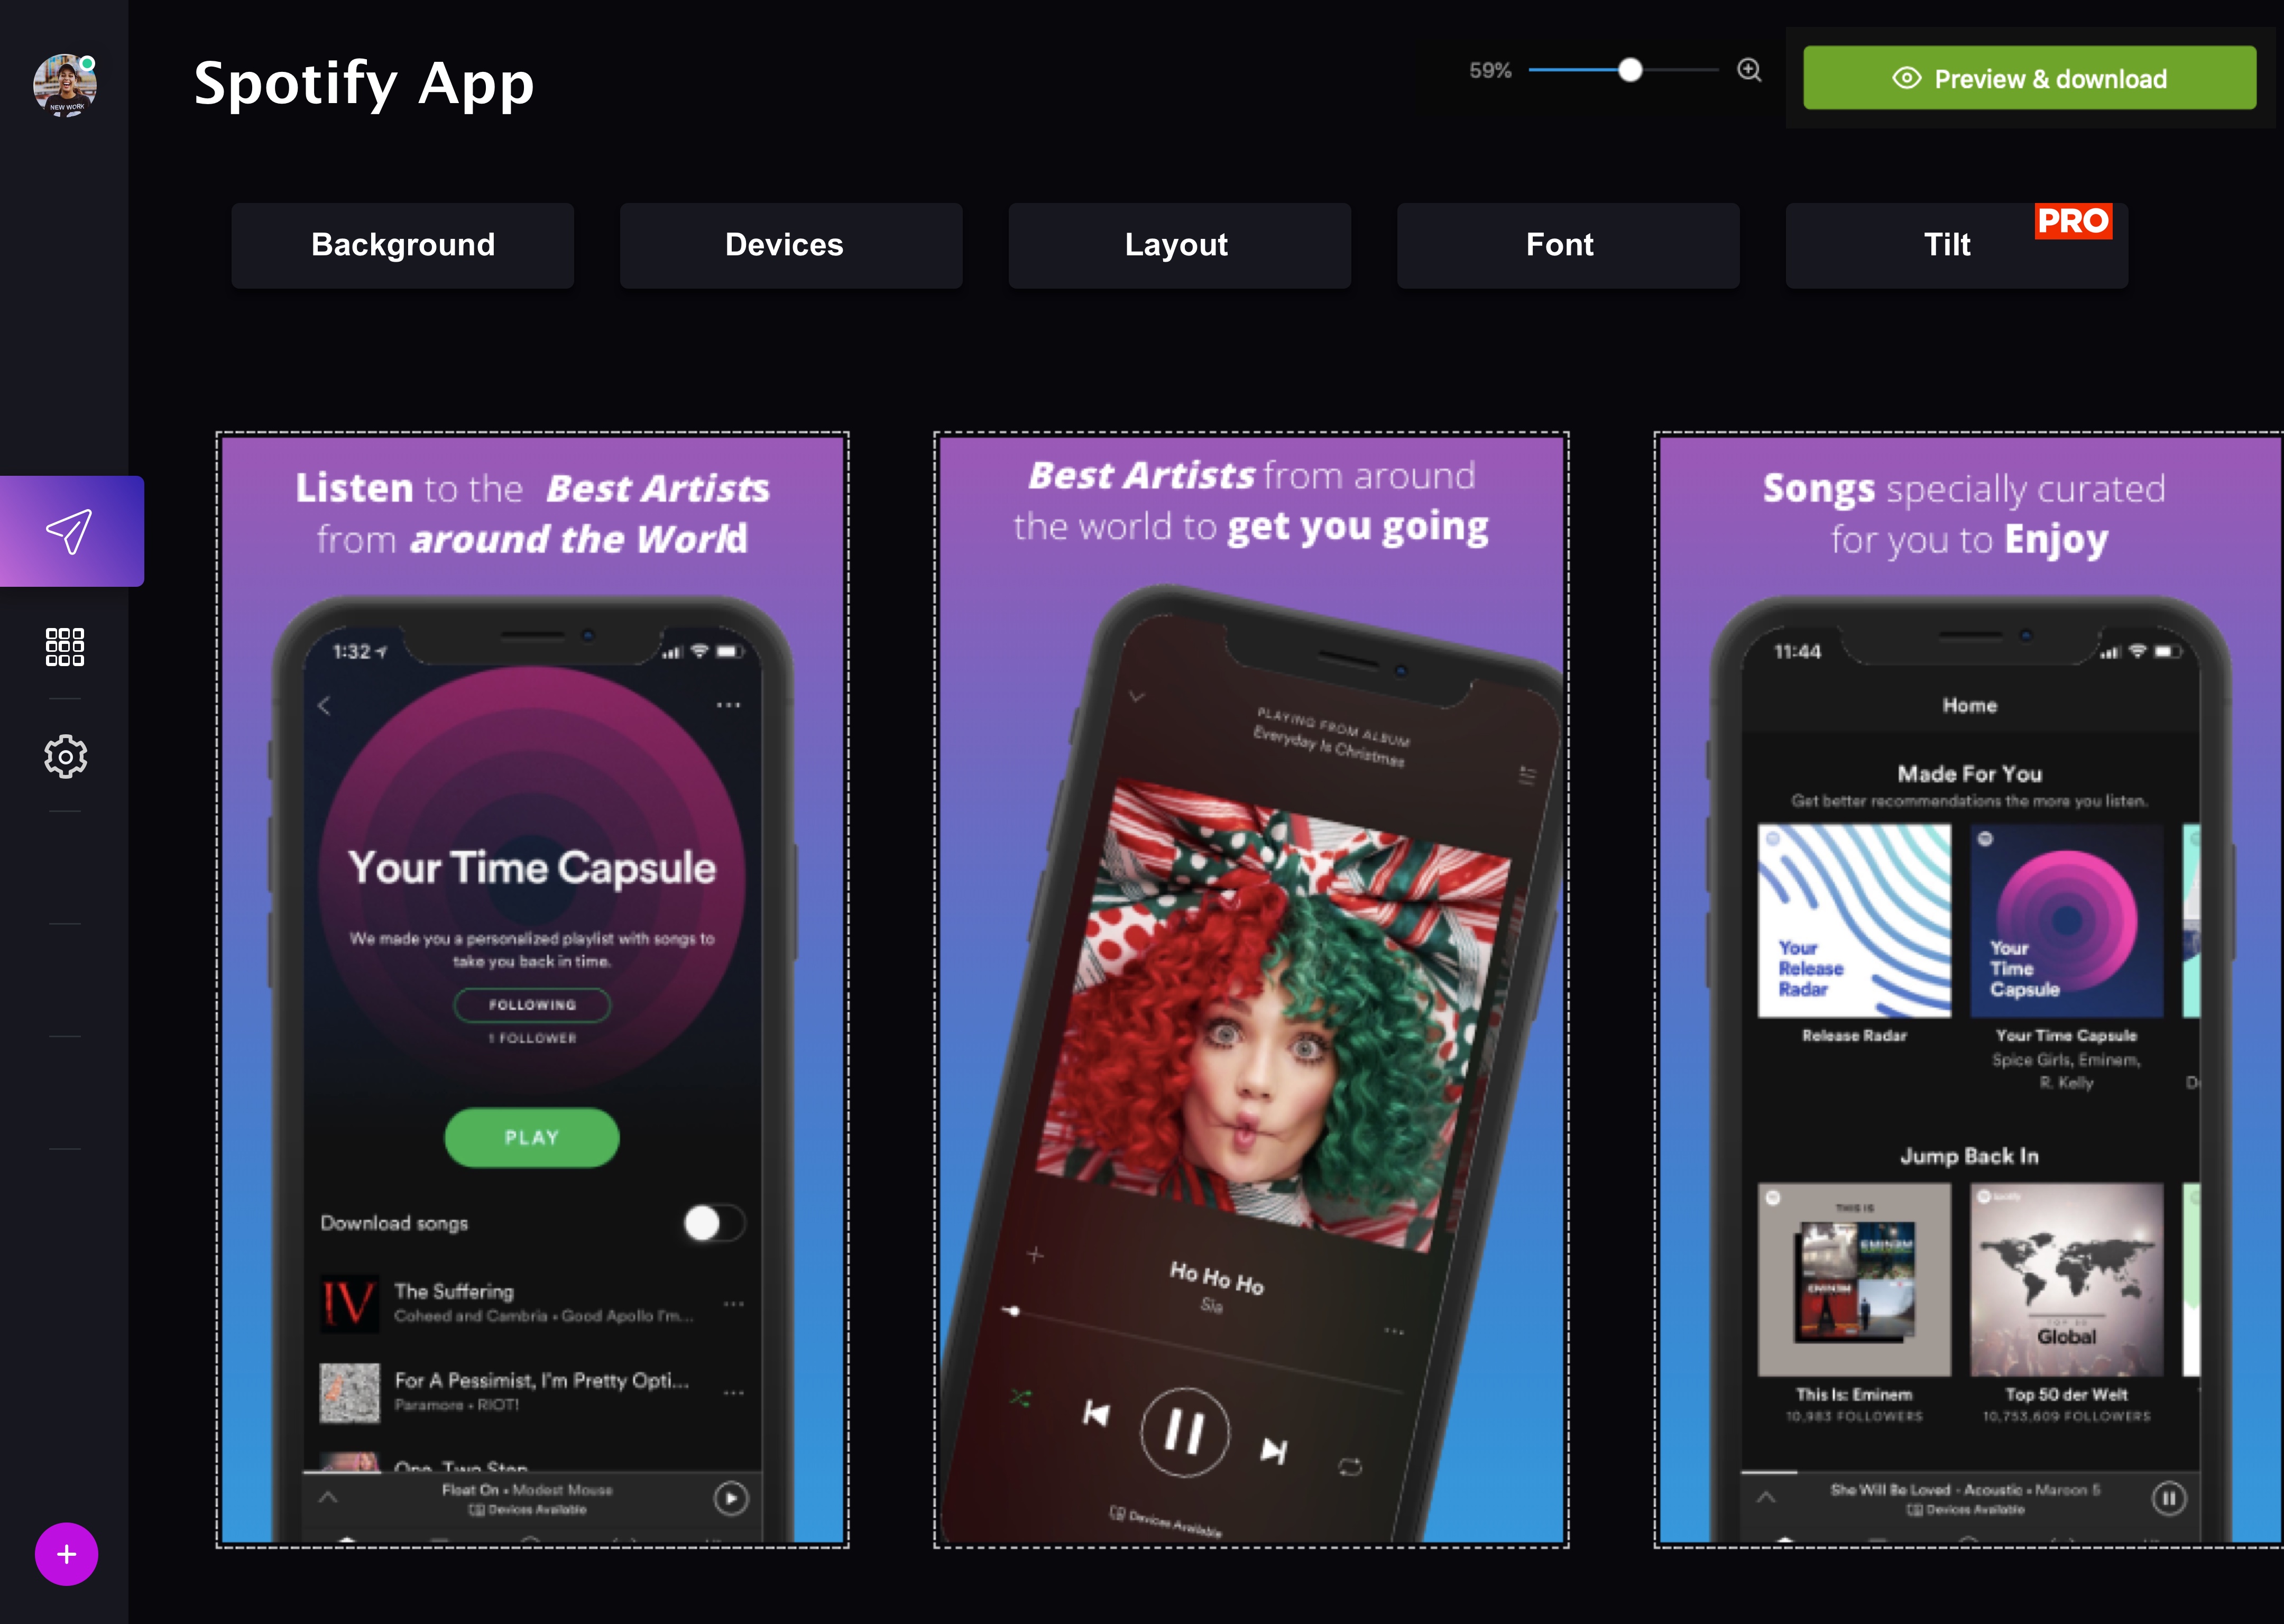 NEW WORK
Spotify App
59%
Preview & download
Background
Devices
Layout
Font
Tilt
PRO
Listen to the Best Artists
from around the World
1:32
Your Time Capsule
We made you a personalized playlist with songs to
take you back in time.
FOLLOWING
1 FOLLOWER
PLAY
Download songs
IV
The Suffering
Coheed and Cambria • Good Apollo I'm...
For A Pessimist, I'm Pretty Opti...
Paramore • RIOT!
One, Two Step
Float On • Modest Mouse
Devices Available
Best Artists from around
the world to get you going
PLAYING FROM ALBUM
Everyday Is Christmas
Ho Ho Ho
Sia
Devices Available
Songs specially curated
for you to Enjoy
11:44
Home
Made For You
Get better recommendations the more you listen.
Your
Release
Radar
Your
Time
Capsule
Release Radar
Your Time Capsule
Spice Girls, Eminem,
R. Kelly
Jump Back In
THIS IS
EMINEM
EMINEM
Spotify
TOP 50
Global
This Is: Eminem
10,983 FOLLOWERS
Top 50 der Welt
10,753,609 FOLLOWERS
She Will Be Loved - Acoustic • Maroon 5
Devices Available